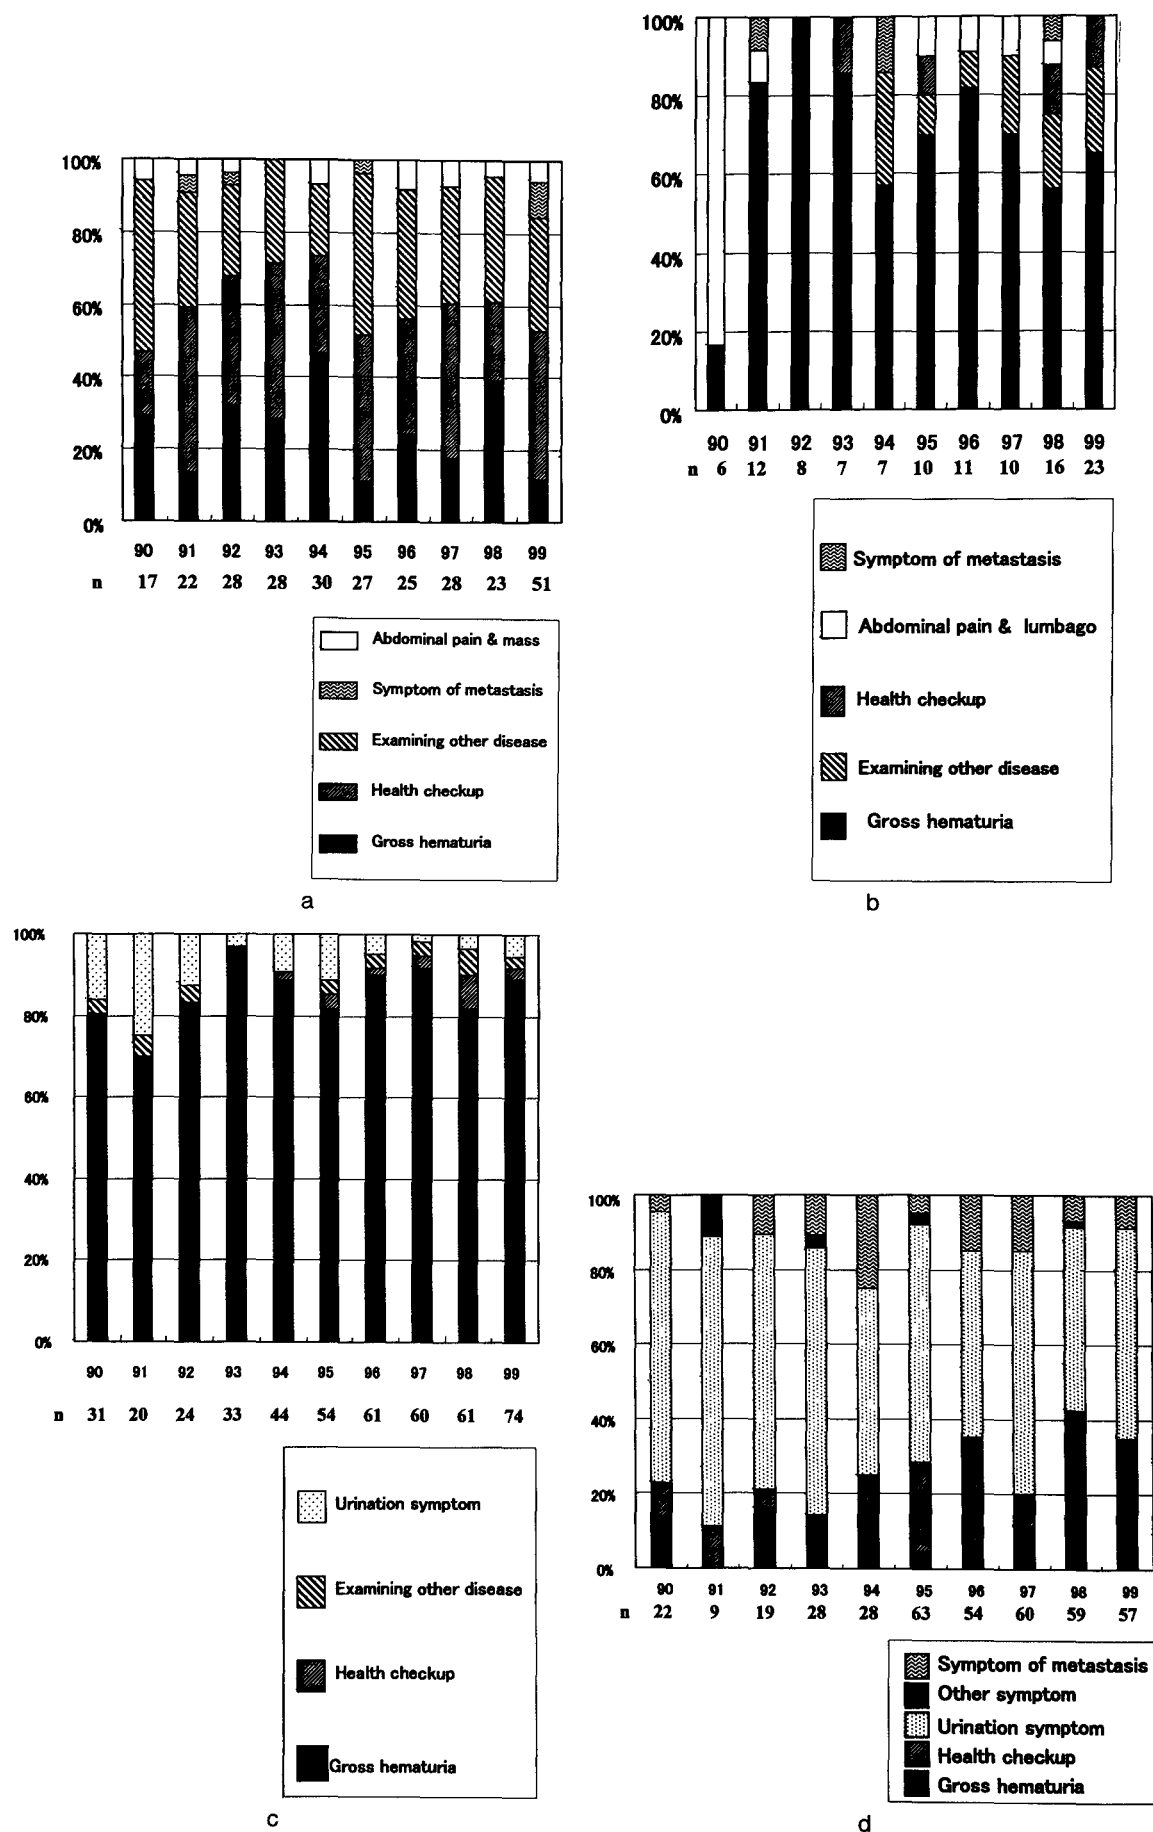 100%
80%
60%
40%
20%
0%
90 91 92 93 94 95 96 97 98 99
n 17 22 28 28 30 27 25 28 23 51
Abdominal pain & mass
Symptom of metastasis
Examining other disease
Health checkup
Gross hematuria
a
100%
80%
60%
40%
20%
0%
90 91 92 93 94 95 96 97 98 99
n 6 12 8 7 7 10 11 10 16 23
Symptom of metastasis
Abdominal pain & lumbago
Health checkup
Examining other disease
Gross hematuria
b
100%
80%
60%
40%
20%
0%
90 91 92 93 94 95 96 97 98 99
n 31 20 24 33 44 54 61 60 61 74
Urination symptom
Examining other disease
Health checkup
Gross hematuria
c
100%
80%
60%
40%
20%
0%
90 91 92 93 94 95 96 97 98 99
n 22 9 19 28 28 63 54 60 59 57
Symptom of metastasis
Other symptom
Urination symptom
Health checkup
Gross hematuria
d